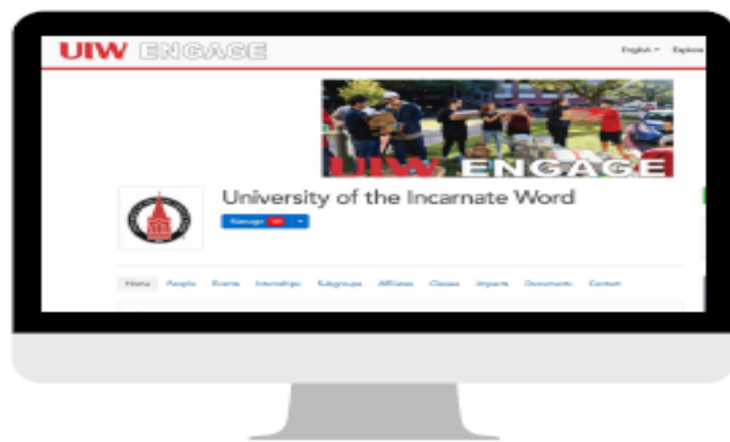 UIW ENGAGE
English Explore
UIW ENGAGE
University of the Incarnate Word
Manage
Home People Events Internships Subgroups Affiliates Classes Impacts Documents Contact